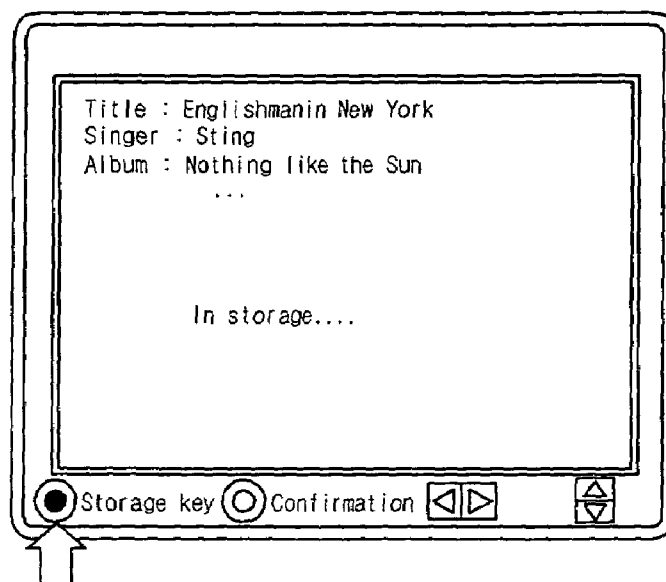 Title : Englishmanin New York
Singer : Sting
Album : Nothing like the Sun
...
In storage....
Storage key Confirmation